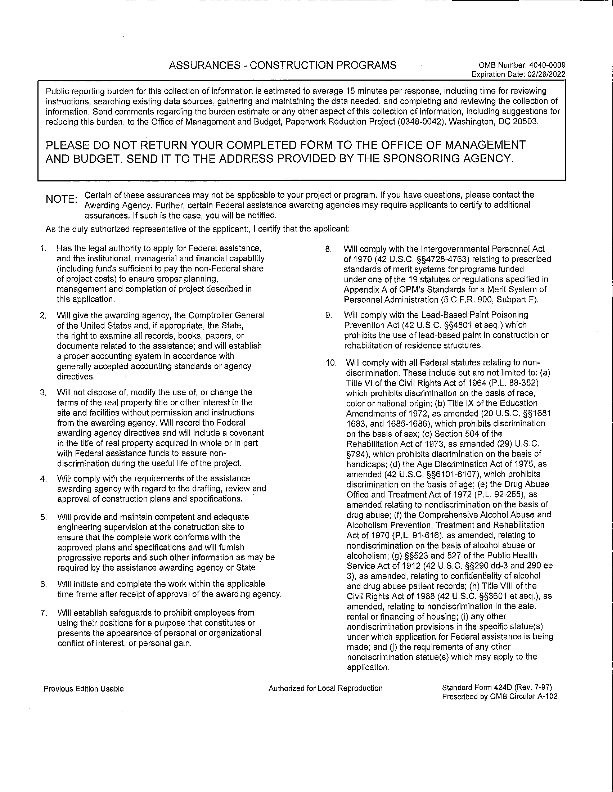 ASSURANCES - CONSTRUCTION PROGRAMS
OMB Number: 4040-0009
Expiration Date: 02/28/2022
Public reporting burden for this collection of information is estimated to average 15 minutes per response, including time for reviewing
instructions, searching existing data sources, gathering and maintaining the data needed, and completing and reviewing the collection of
information. Send comments regarding the burden estimate or any other aspect of this collection of information, including suggestions for
reducing this burden, to the Office of Management and Budget, Paperwork Reduction Project (0348-0042), Washington, DC 20503.
PLEASE DO NOT RETURN YOUR COMPLETED FORM TO THE OFFICE OF MANAGEMENT
AND BUDGET. SEND IT TO THE ADDRESS PROVIDED BY THE SPONSORING AGENCY.
NOTE: Certain of these assurances may not be applicable to your project or program. If you have questions, please contact the
Awarding Agency. Further, certain Federal assistance awarding agencies may require applicants to certify to additional
assurances. If such is the case, you will be notified.
As the duly authorized representative of the applicant, I certify that the applicant:
1. Has the legal authority to apply for Federal assistance,
and the institutional, managerial and financial capability
(including funds sufficient to pay the non-Federal share
of project costs) to ensure proper planning,
management and completion of project described in
this application.
2. Will give the awarding agency, the Comptroller General
of the United States and, if appropriate, the State,
the right to examine all records, books, papers, or
documents related to the assistance; and will establish
a proper accounting system in accordance with
generally accepted accounting standards or agency
directives.
3. Will not dispose of, modify the use of, or change the
terms of the real property title or other interest in the
site and facilities without permission and instructions
from the awarding agency. Will record the Federal
awarding agency directives and will include a covenant
in the title of real property acquired in whole or in part
with Federal assistance funds to assure non-
discrimination during the useful life of the project.
4. Will comply with the requirements of the assistance
awarding agency with regard to the drafting, review and
approval of construction plans and specifications.
5. Will provide and maintain competent and adequate
engineering supervision at the construction site to
ensure that the complete work conforms with the
approved plans and specifications and will furnish
progressive reports and such other information as may be
required by the assistance awarding agency or State.
6. Will initiate and complete the work within the applicable
time frame after receipt of approval of the awarding agency.
7. Will establish safeguards to prohibit employees from
using their positions for a purpose that constitutes or
presents the appearance of personal or organizational
conflict of interest, or personal gain.
8. Will comply with the Intergovernmental Personnel Act
of 1970 (42 U.S.C. §§4728-4763) relating to prescribed
standards of merit systems for programs funded
under one of the 19 statutes or regulations specified in
Appendix A of OPM's Standards for a Merit System of
Personnel Administration (5 C.F.R. 900, Subpart F).
9. Will comply with the Lead-Based Paint Poisoning
Prevention Act (42 U.S.C. §§4801 et seq.) which
prohibits the use of lead-based paint in construction or
rehabilitation of residence structures.
10. Will comply with all Federal statutes relating to non-
discrimination. These include but are not limited to: (a)
Title VI of the Civil Rights Act of 1964 (P.L. 88-352)
which prohibits discrimination on the basis of race,
color or national origin; (b) Title IX of the Education
Amendments of 1972, as amended (20 U.S.C. §§1681
1683, and 1685-1686), which prohibits discrimination
on the basis of sex; (c) Section 504 of the
Rehabilitation Act of 1973, as amended (29) U.S.C.
§794), which prohibits discrimination on the basis of
handicaps; (d) the Age Discrimination Act of 1975, as
amended (42 U.S.C. §§6101-6107), which prohibits
discrimination on the basis of age; (e) the Drug Abuse
Office and Treatment Act of 1972 (P.L. 92-255), as
amended relating to nondiscrimination on the basis of
drug abuse; (f) the Comprehensive Alcohol Abuse and
Alcoholism Prevention, Treatment and Rehabilitation
Act of 1970 (P.L. 91-616), as amended, relating to
nondiscrimination on the basis of alcohol abuse or
alcoholism; (g) §§523 and 527 of the Public Health
Service Act of 1912 (42 U.S.C. §§290 dd-3 and 290 ee
3), as amended, relating to confidentiality of alcohol
and drug abuse patient records; (h) Title VIII of the
Civil Rights Act of 1968 (42 U.S.C. §§3601 et seq.), as
amended, relating to nondiscrimination in the sale,
rental or financing of housing; (i) any other
nondiscrimination provisions in the specific statue(s)
under which application for Federal assistance is being
made; and (j) the requirements of any other
nondiscrimination statue(s) which may apply to the
application.
Previous Edition Usable
Authorized for Local Reproduction
Standard Form 424D (Rev. 7-97)
Prescribed by OMB Circular A-102